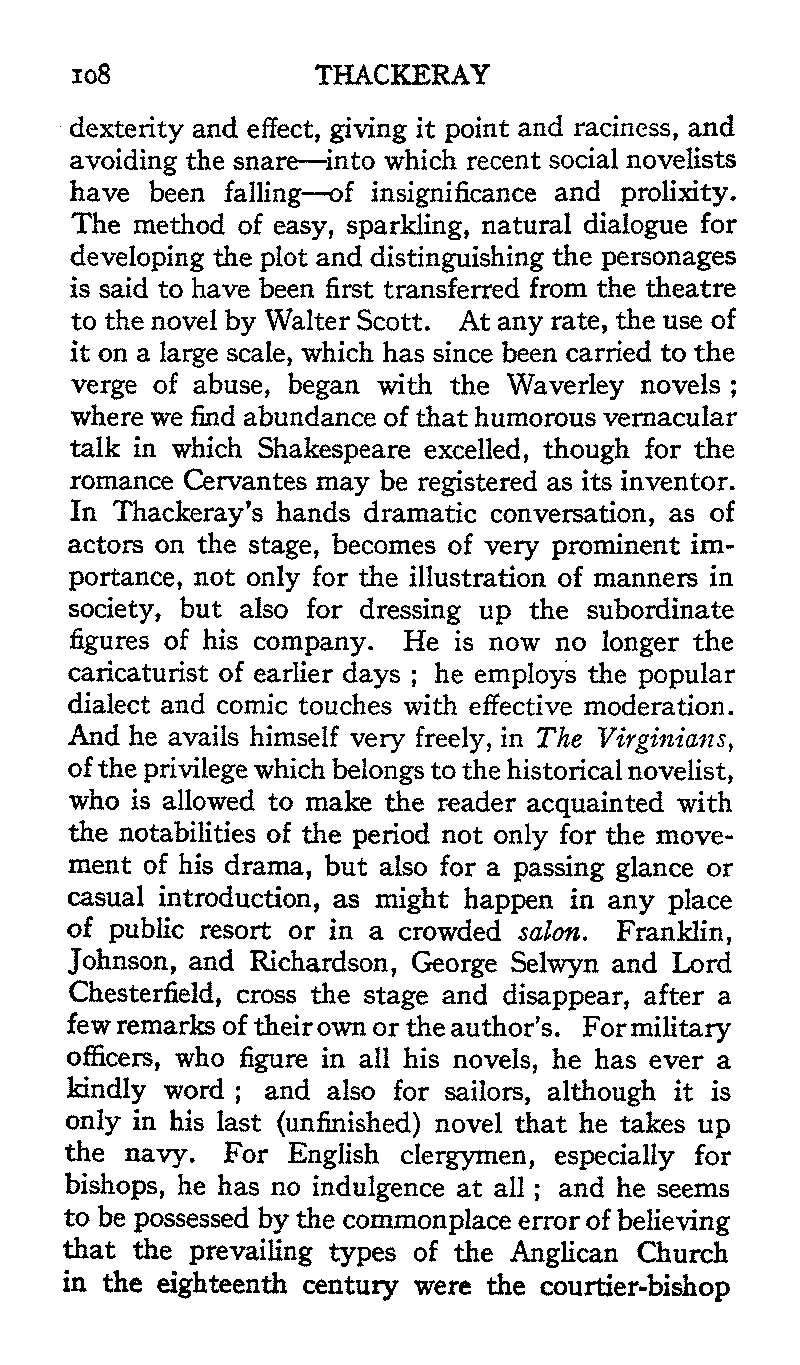 108 THACKERAY
dexterity and effect, giving it point and raciness, and
avoiding the snare—into which recent social novelists
have been falling—of insignificance and prolixity.
The method of easy, sparkling, natural dialogue for
developing the plot and distinguishing the personages
is said to have been first transferred from the theatre
to the novel by Walter Scott. At any rate, the use of
it on a large scale, which has since been carried to the
verge of abuse, began with the Waverley novels ;
where we find abundance of that humorous vernacular
talk in which Shakespeare excelled, though for the
romance Cervantes may be registered as its inventor.
In Thackeray's hands dramatic conversation, as of
actors on the stage, becomes of very prominent im-
portance, not only for the illustration of manners in
society, but also for dressing up the subordinate
figures of his company. He is now no longer the
caricaturist of earlier days ; he employs the popular
dialect and comic touches with effective moderation.
And he avails himself very freely, in The Virginians,
of the privilege which belongs to the historical novelist,
who is allowed to make the reader acquainted with
the notabilities of the period not only for the move-
ment of his drama, but also for a passing glance or
casual introduction, as might happen in any place
of public resort or in a crowded salon. Franklin,
Johnson, and Richardson, George Selwyn and Lord
Chesterfield, cross the stage and disappear, after a
few remarks of their own or the author's. For military
officers, who figure in all his novels, he has ever a
kindly word ; and also for sailors, although it is
only in his last (unfinished) novel that he takes up
the navy. For English clergymen, especially for
bishops, he has no indulgence at all ; and he seems
to be possessed by the commonplace error of believing
that the prevailing types of the Anglican Church
in the eighteenth century were the courtier-bishop